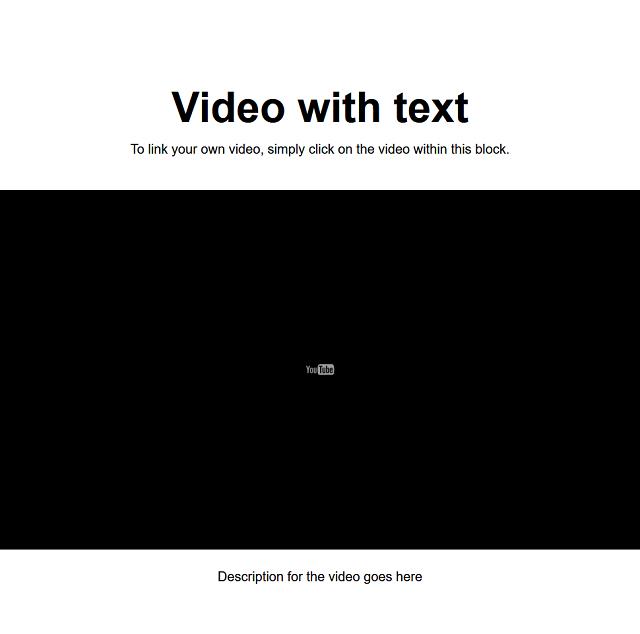 Video with text
To link your own video, simply click on the video within this block.
YouTube
Description for the video goes here